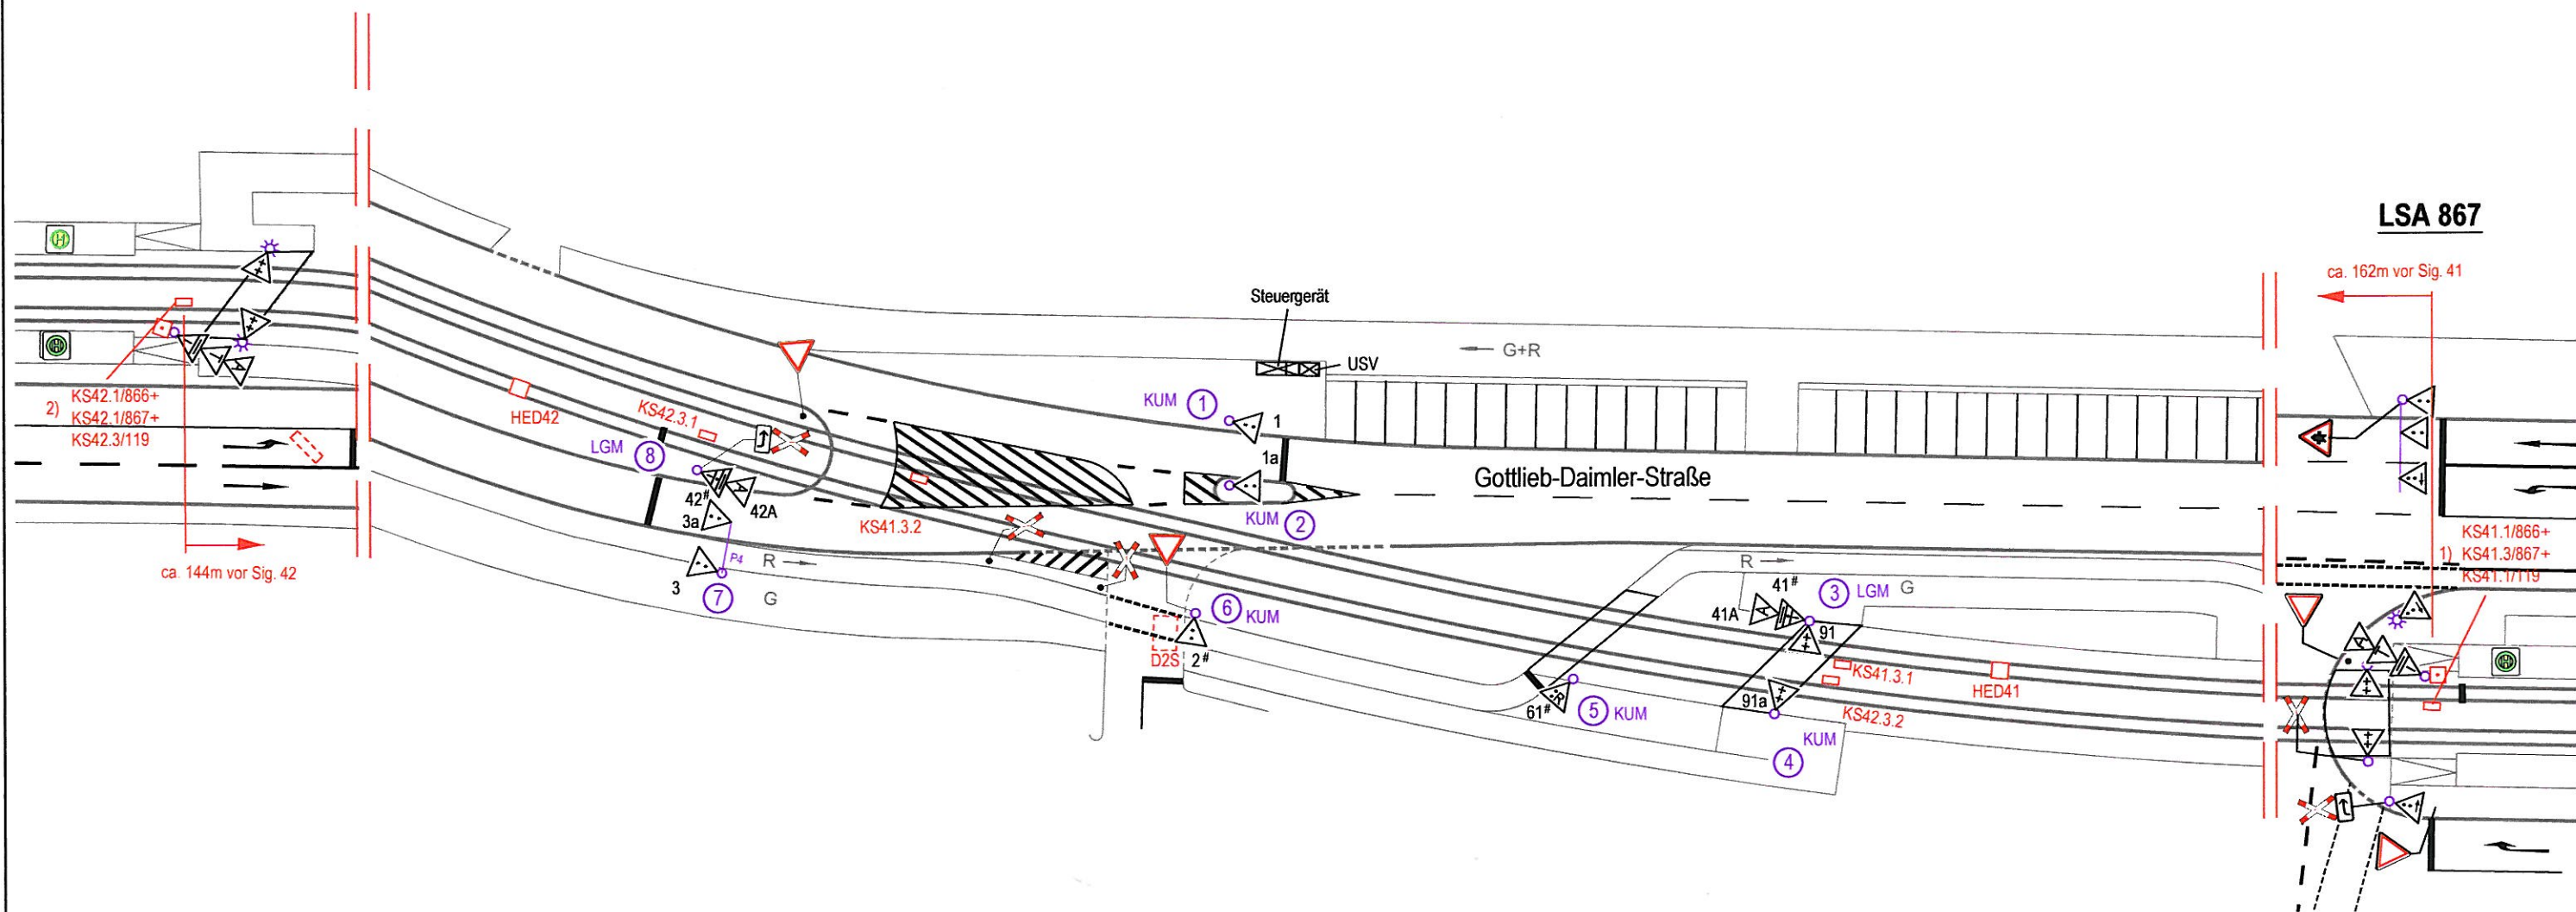 LSA 867
ca. 162m vor Sig. 41
H
Steuergerät
G+R
USV
H
KS42.1/866+
2) KS42.1/867+
KS42.3/119
HED42
KS42.3.1
KUM 1
1
1a
LGM 8
Gottlieb-Daimler-Straße
42#
A
42A
3a
KS41.3.2
KUM 2
KS41.1/866+
1) KS41.3/867+
KS41.1/119
ca. 144m vor Sig. 42
P4
R
3
7
G
R
41#
3 LGM
G
41A
A
91
6 KUM
D2S
2#
H
KS41.3.1
HED41
91a
KS42.3.2
R
61#
5 KUM
KUM
4
A
A